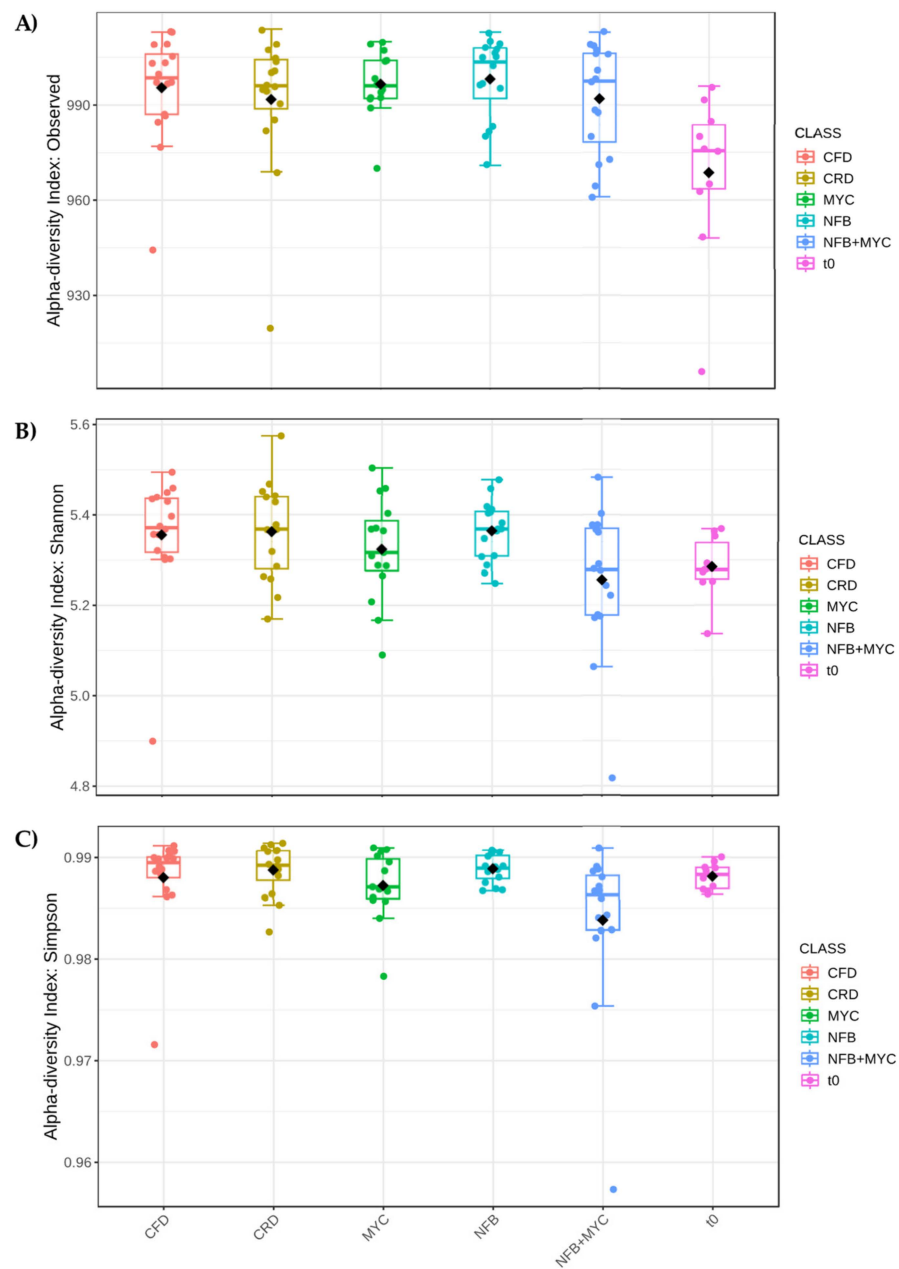 A)
Alpha-diversity Index: Observed
990
960
930
CLASS
CFD
CRD
MYC
NFB
NFB+MYC
t0
B)
Alpha-diversity Index: Shannon
5.6
5.4
5.2
5.0
4.8
CLASS
CFD
CRD
MYC
NFB
NFB+MYC
t0
C)
Alpha-diversity Index: Simpson
0.99
0.98
0.97
0.96
CLASS
CFD
CRD
MYC
NFB
NFB+MYC
t0
CFD
CRD
MYC
NFB
NFB+MYC
t0